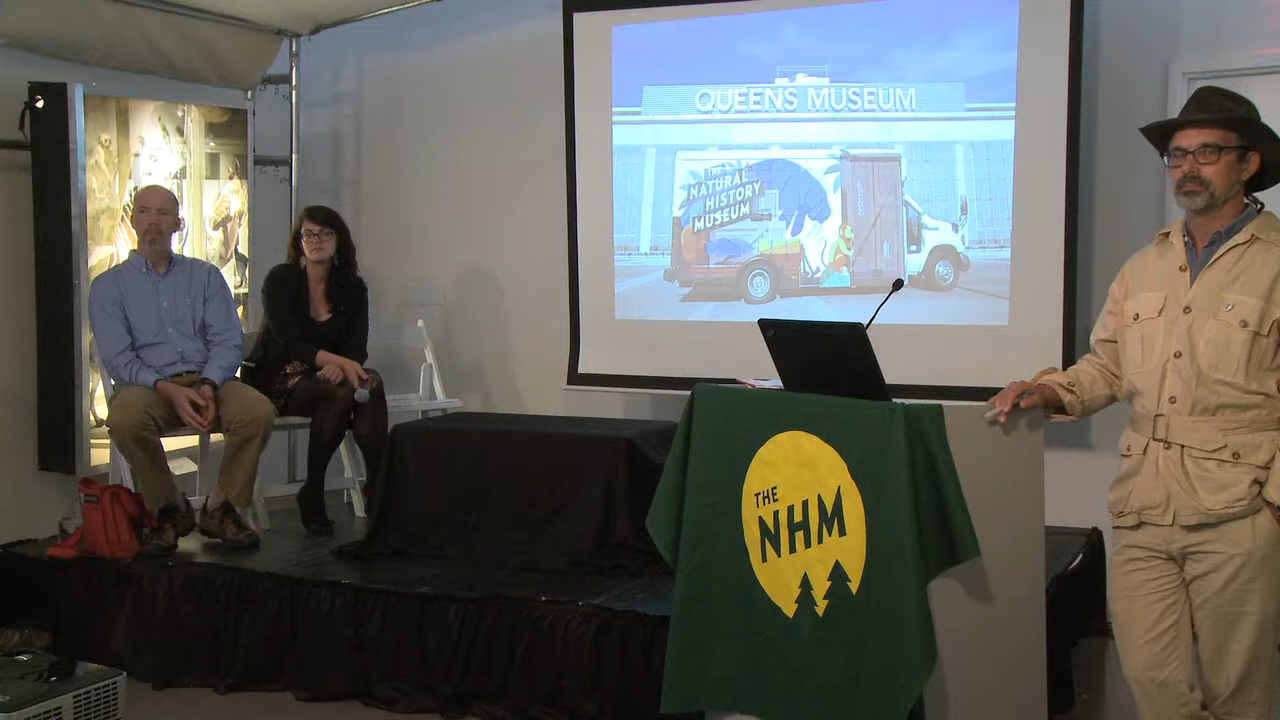 QUEENS MUSEUM
THE
NATURAL
HISTORY
MUSEUM
THE
NHM